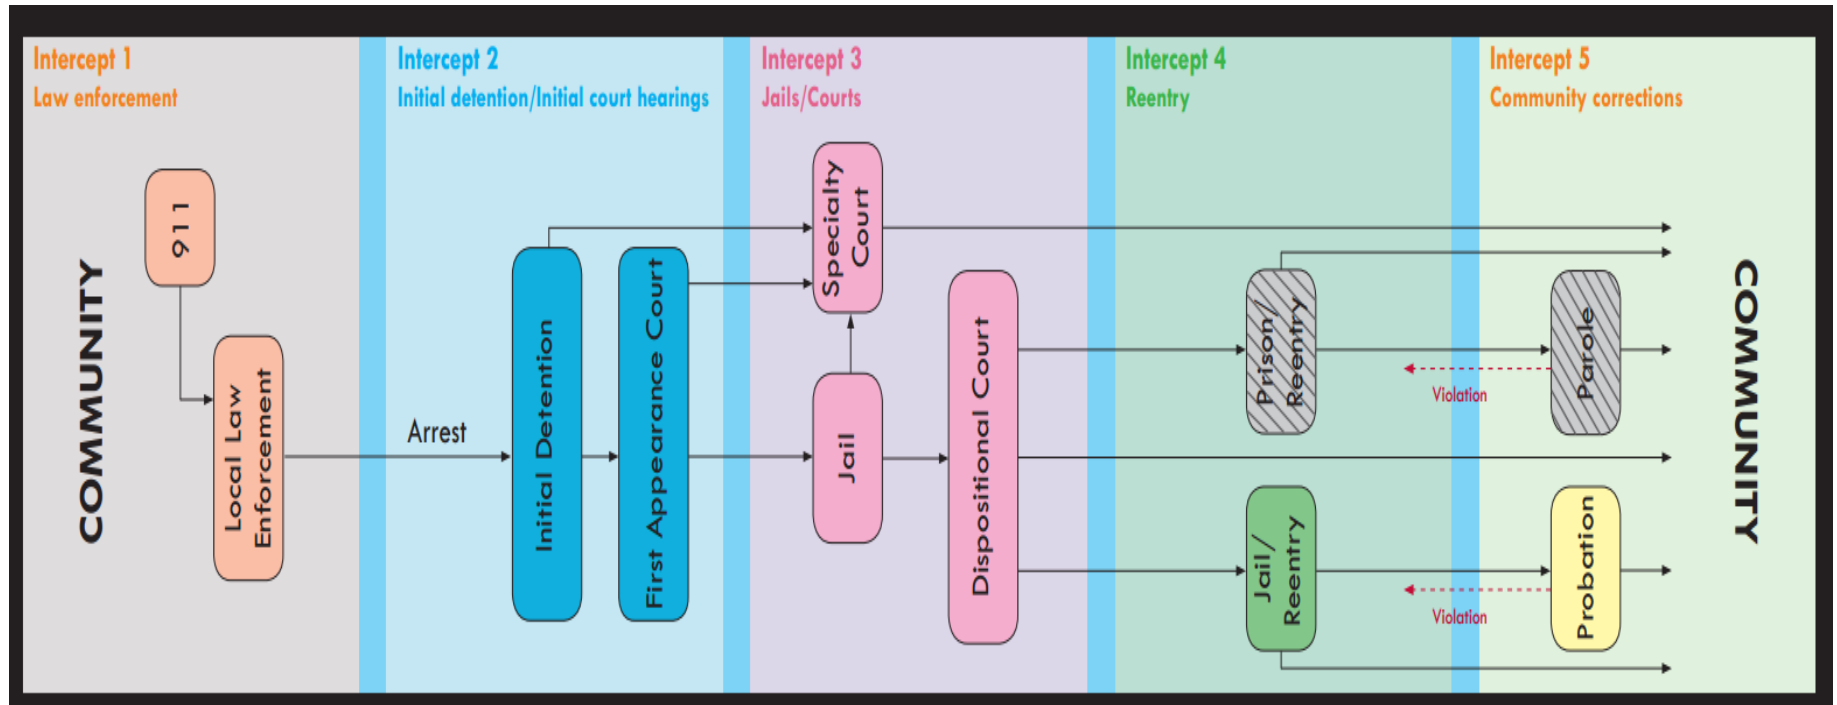 Intercept 1
Law enforcement
Intercept 2
Initial detention/Initial court hearings
Intercept 3
Jails/Courts
Intercept 4
Reentry
Intercept 5
Community corrections
COMMUNITY
911
Local Law
Enforcement
Arrest
Initial Detention
First Appearance Court
Specialty
Court
Jail
Dispositional Court
Prison/
Reentry
Violation
Parole
Jail/
Reentry
Violation
Probation
COMMUNITY